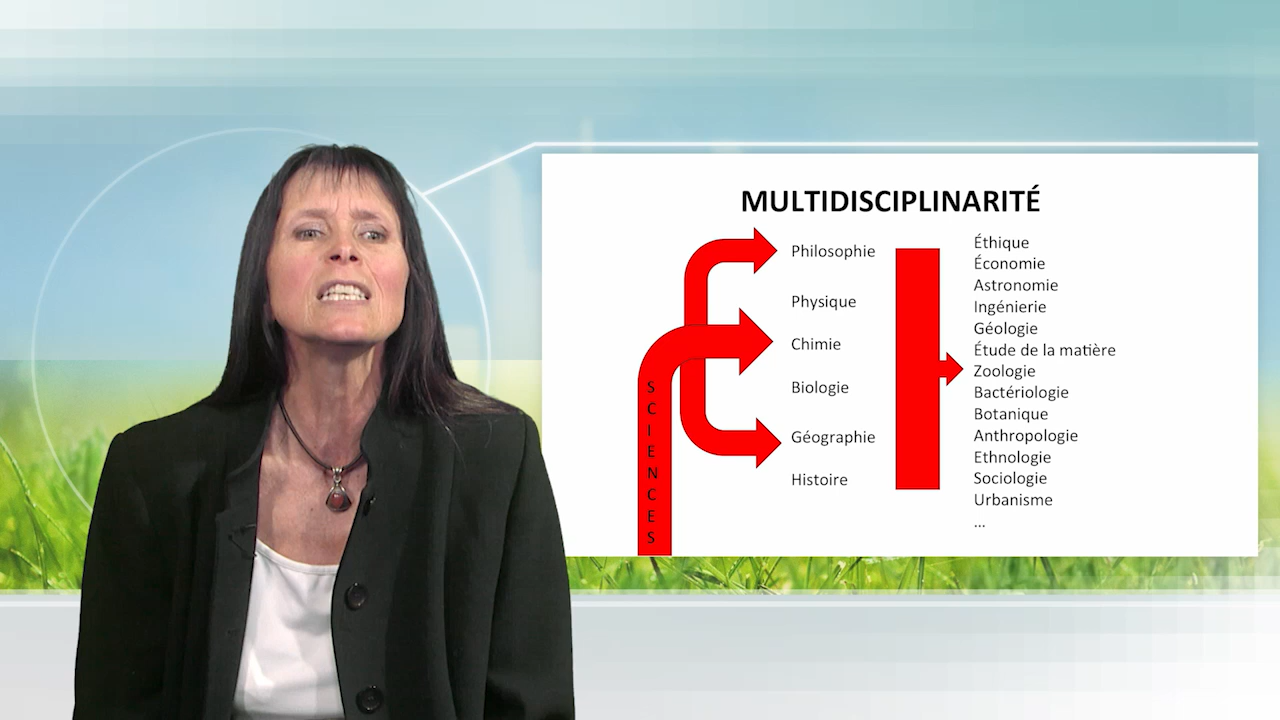 MULTIDISCIPLINARITÉ
SCIENCES
Philosophie
Physique
Chimie
Biologie
Géographie
Histoire
Éthique
Économie
Astronomie
Ingénierie
Géologie
Étude de la matière
Zoologie
Bactériologie
Botanique
Anthropologie
Ethnologie
Sociologie
Urbanisme
...